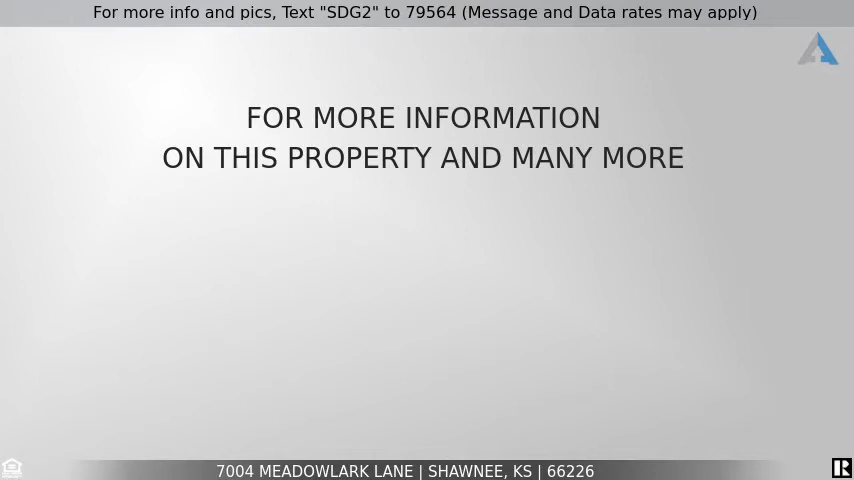 For more info and pics, Text "SDG2" to 79564 (Message and Data rates may apply)
FOR MORE INFORMATION
ON THIS PROPERTY AND MANY MORE
7004 MEADOWLARK LANE | SHAWNEE, KS | 66226